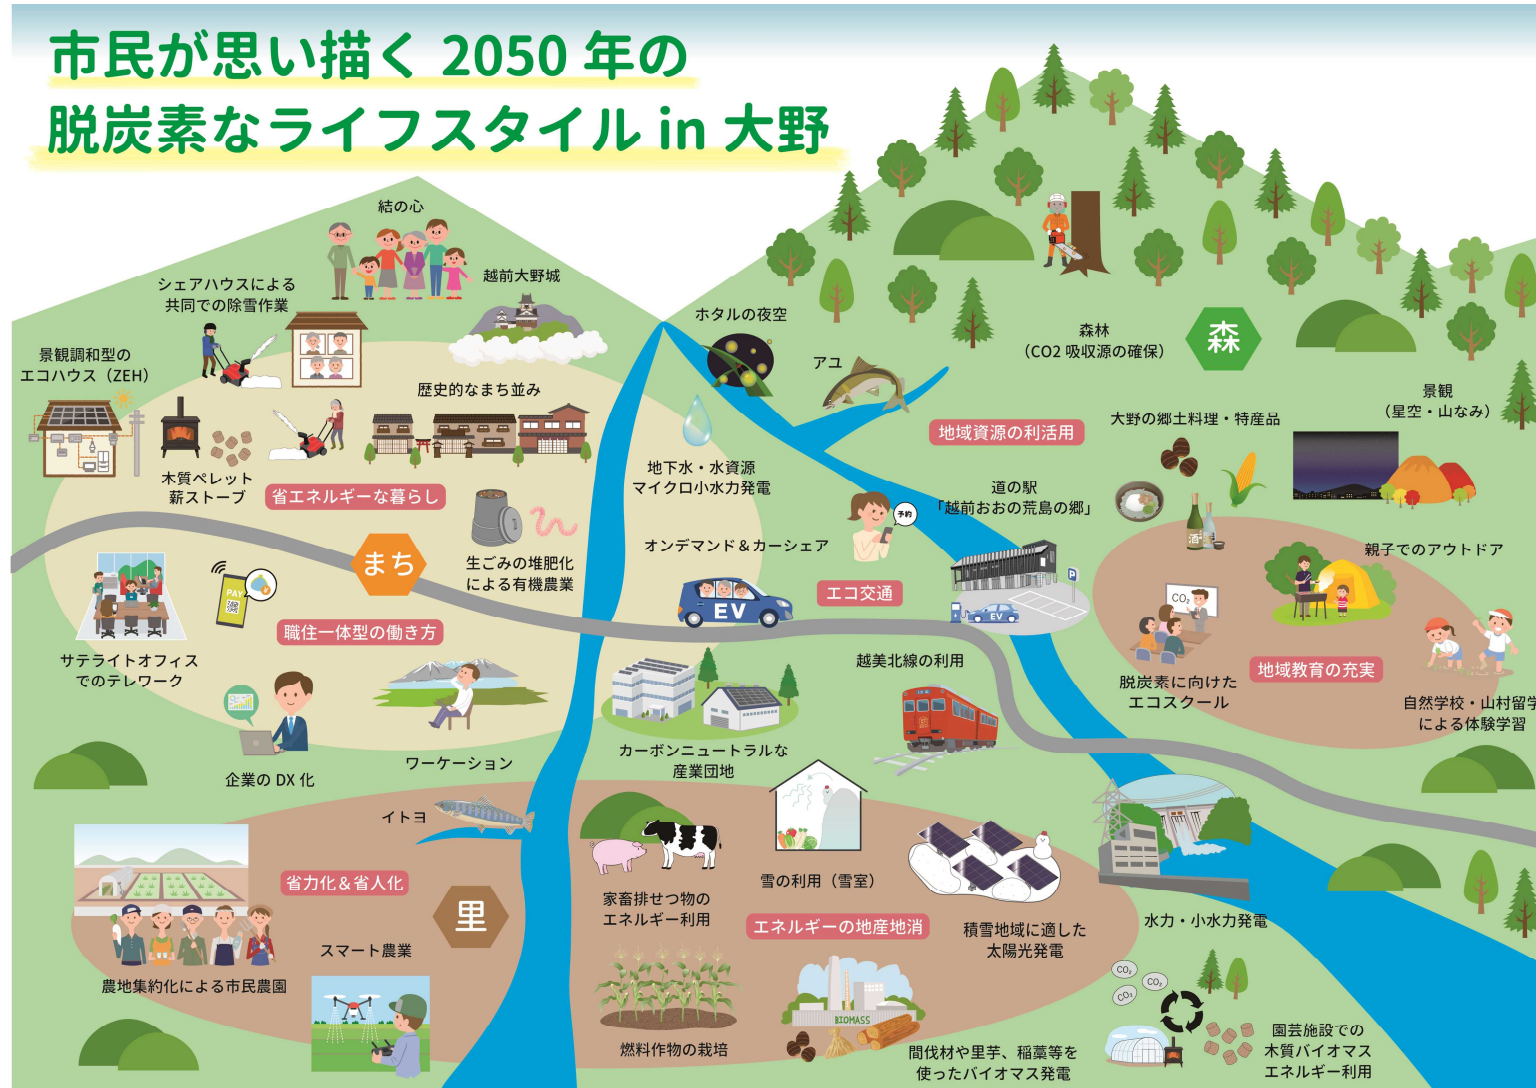 市民が思い描く 2050 年の
脱炭素なライフスタイル in 大野
結の心
越前大野城
シェアハウスによる
共同での除雪作業
景観調和型の
エコハウス（ZEH）
歴史的なまち並み
木質ペレット
薪ストーブ
省エネルギーな暮らし
まち
生ごみの堆肥化
による有機農業
PAY
職住一体型の働き方
サテライトオフィス
でのテレワーク
企業の DX 化
ワーケーション
ホタルの夜空
アユ
地下水・水資源
マイクロ小水力発電
地域資源の利活用
森林
（CO2 吸収源の確保）
森
景観
（星空・山なみ）
大野の郷土料理・特産品
酒
道の駅
「越前おおの荒島の郷」
予約
オンデマンド＆カーシェア
EV
エコ交通
P
EV
越美北線の利用
カーボンニュートラルな
産業団地
親子でのアウトドア
CO₂
地域教育の充実
脱炭素に向けた
エコスクール
自然学校・山村留学
による体験学習
イトヨ
省力化＆省人化
里
スマート農業
農地集約化による市民農園
家畜排せつ物の
エネルギー利用
雪の利用（雪室）
エネルギーの地産地消
積雪地域に適した
太陽光発電
水力・小水力発電
燃料作物の栽培
BIOMASS
間伐材や里芋、稲藁等を
使ったバイオマス発電
CO₂
CO₂
CO₂
園芸施設での
木質バイオマス
エネルギー利用